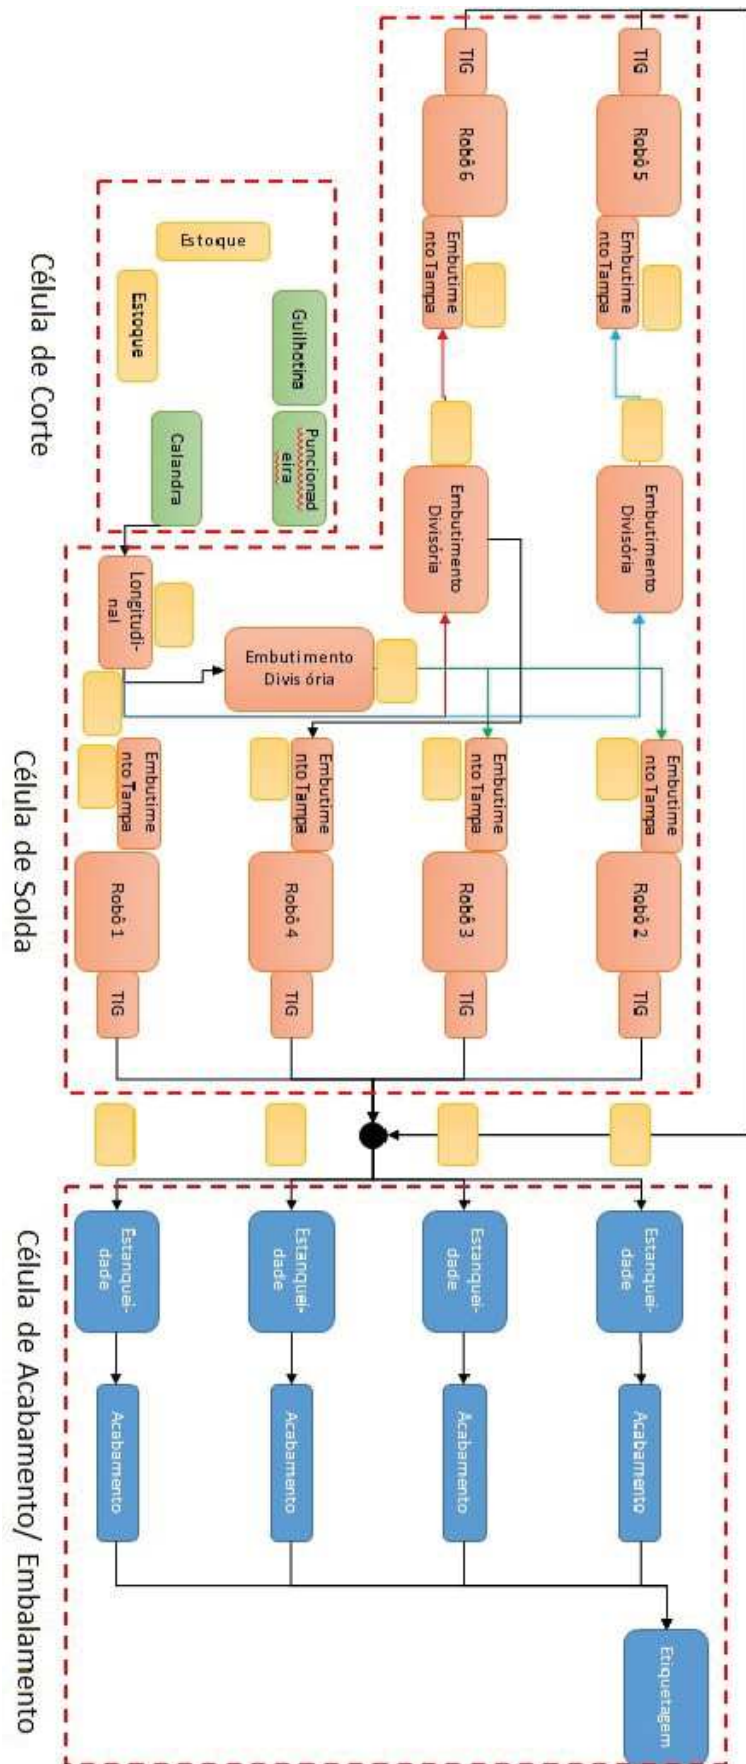 TIG
Robô 6
Embutime
nto Tampa
TIG
Robô 5
Embutime
nto Tampa
Estoque
Estoque
Guilhotina
Puncionad
eira
Calandra
Célula de Corte
Embutimento
Divisória
Embutimento
Divisória
Longitudi-
nal
Embutimento
Divisória
Embutime
nto Tampa
Robô 1
TIG
Embutime
nto Tampa
Robô 4
TIG
Embutime
nto Tampa
Robô 3
TIG
Embutime
nto Tampa
Robô 2
TIG
Célula de Solda
Estanquei-
dade
Acabamento
Estanquei-
dade
Acabamento
Estanquei-
dade
Acabamento
Estanquei-
dade
Acabamento
Etiquetagem
Célula de Acabamento/ Embalamento